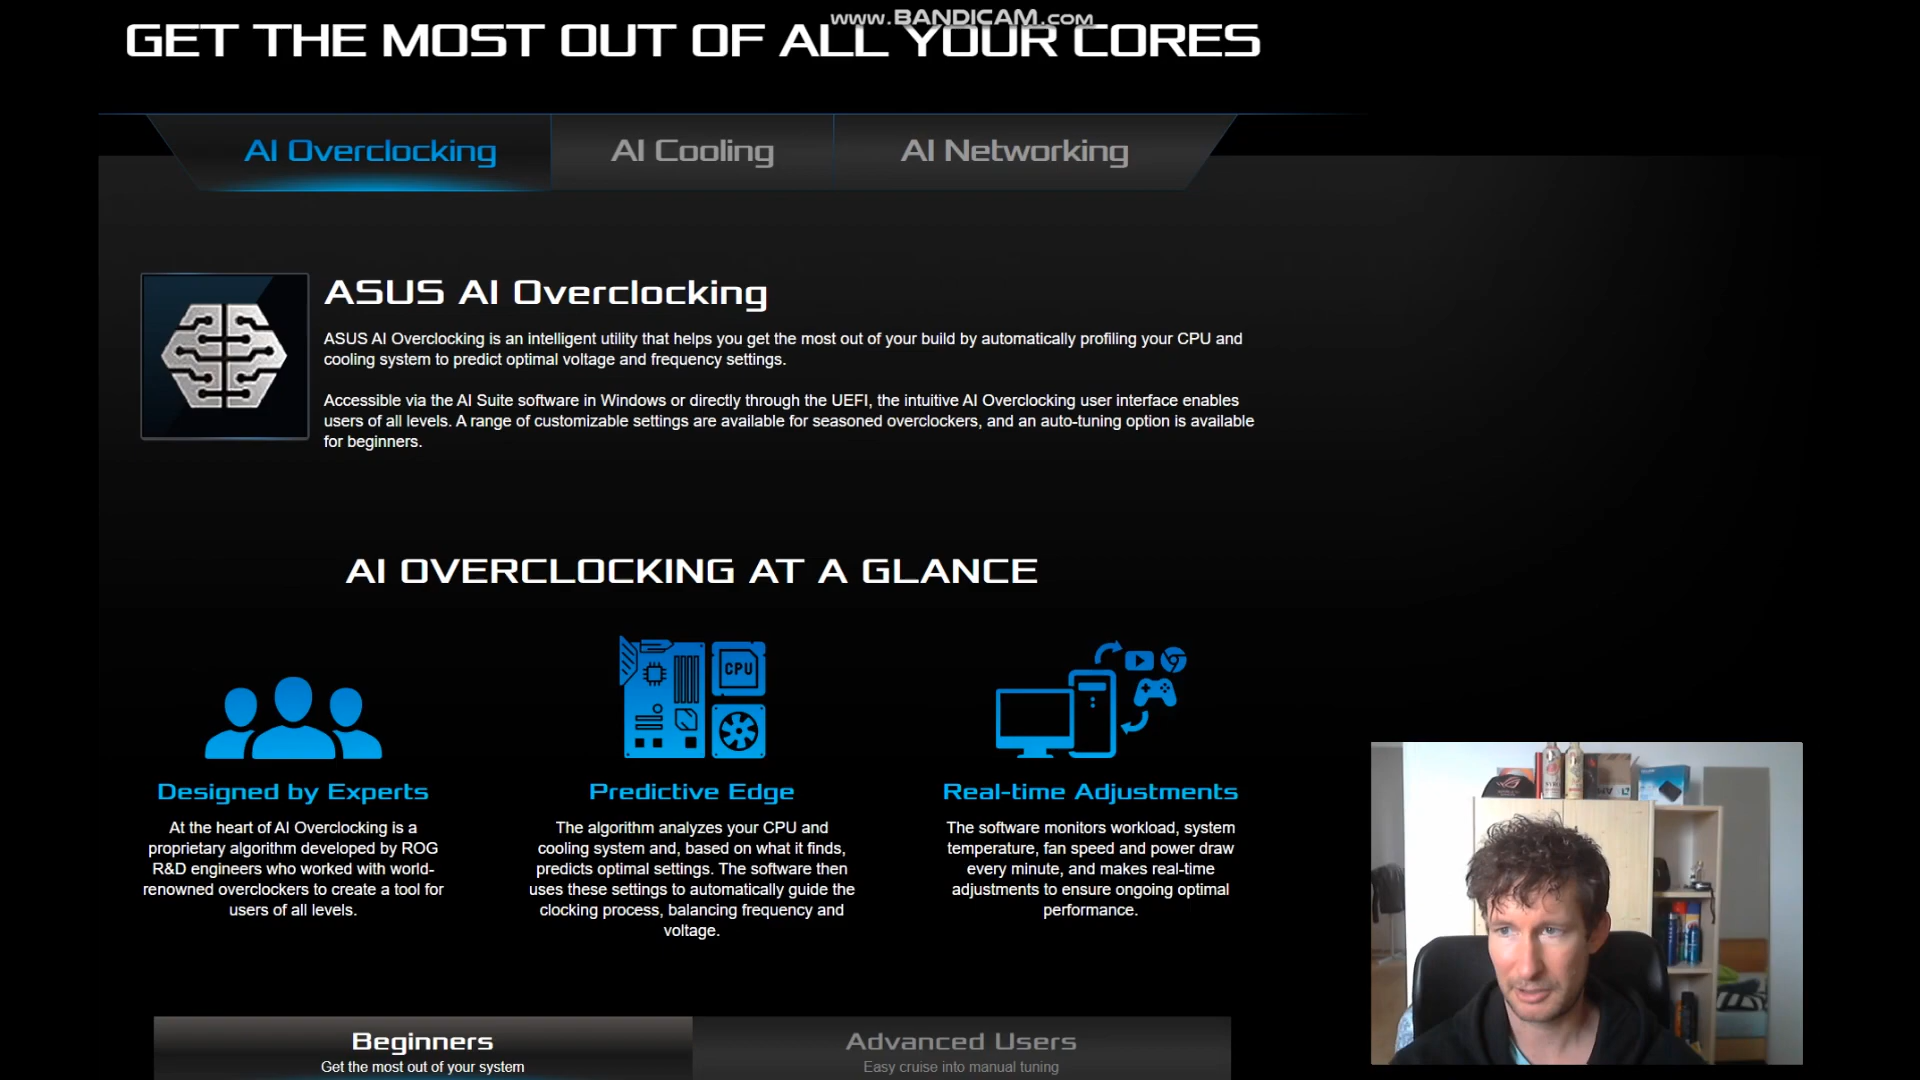 www.BANDICAM.com
GET THE MOST OUT OF ALL YOUR CORES
AI Overclocking
AI Cooling
AI Networking
ASUS AI Overclocking
ASUS AI Overclocking is an intelligent utility that helps you get the most out of your build by automatically profiling your CPU and
cooling system to predict optimal voltage and frequency settings.
Accessible via the AI Suite software in Windows or directly through the UEFI, the intuitive AI Overclocking user interface enables
users of all levels. A range of customizable settings are available for seasoned overclockers, and an auto-tuning option is available
for beginners.
AI OVERCLOCKING AT A GLANCE
CPU
Designed by Experts
At the heart of AI Overclocking is a
proprietary algorithm developed by ROG
R&D engineers who worked with world-
renowned overclockers to create a tool for
users of all levels.
Predictive Edge
The algorithm analyzes your CPU and
cooling system and, based on what it finds,
predicts optimal settings. The software then
uses these settings to automatically guide the
clocking process, balancing frequency and
voltage.
Real-time Adjustments
The software monitors workload, system
temperature, fan speed and power draw
every minute, and makes real-time
adjustments to ensure ongoing optimal
performance.
Beginners
Get the most out of your system
Advanced Users
Easy cruise into manual tuning